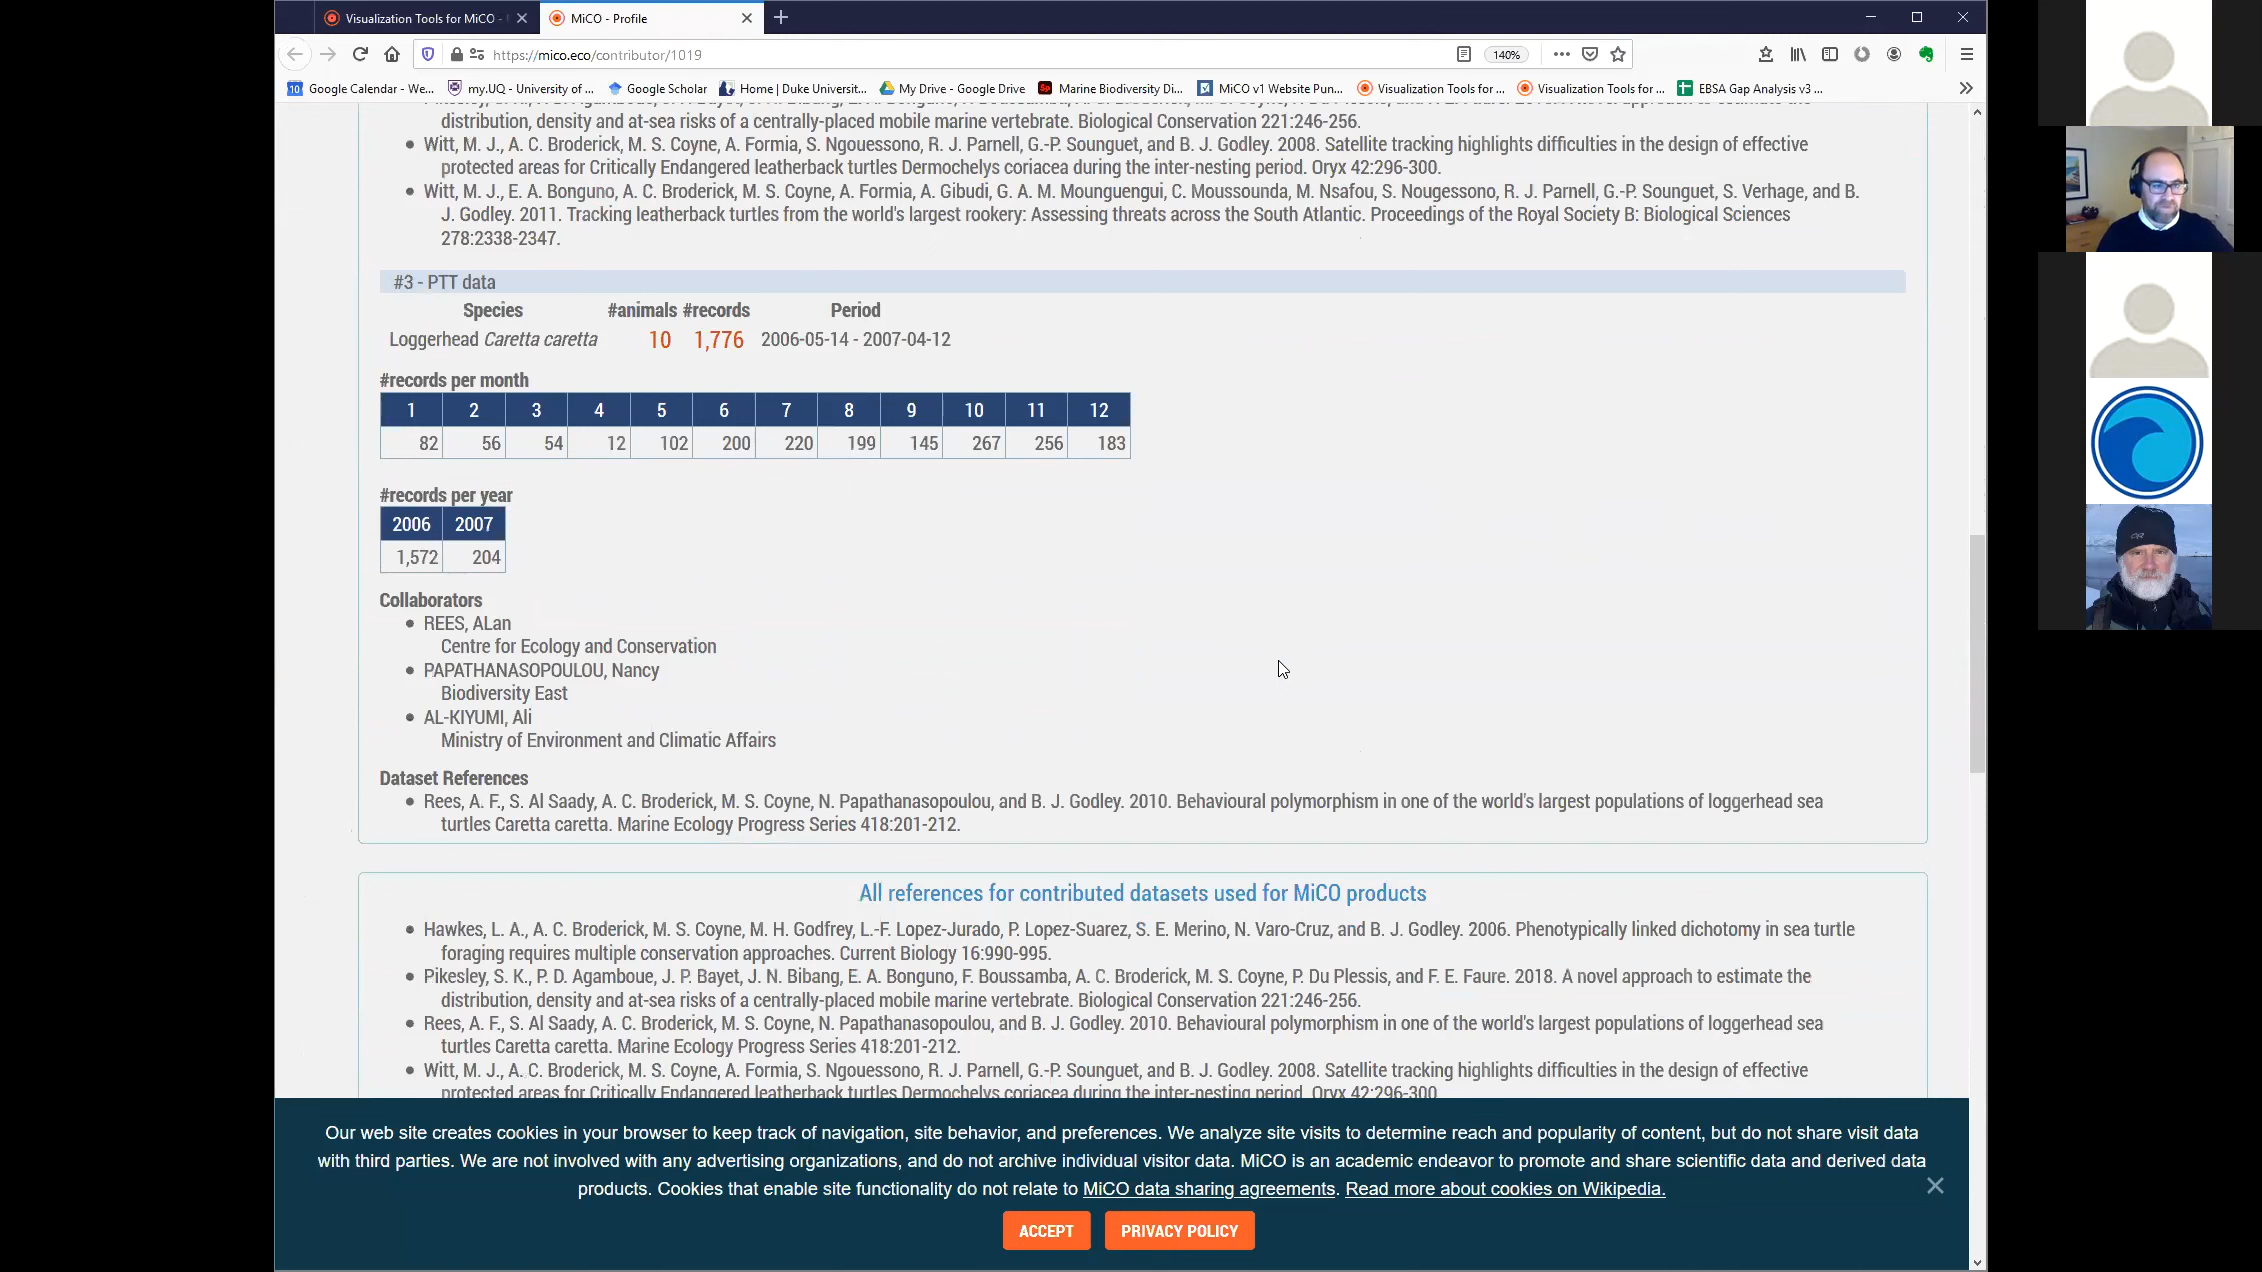 Visualization Tools for MiCO -
MiCO - Profile
https://mico.eco/contributor/1019
140%
Google Calendar - We...
my.UQ - University of ...
Google Scholar
Home | Duke Universit...
My Drive - Google Drive
Marine Biodiversity Di...
MiCO v1 Website Pun...
Visualization Tools for ...
Visualization Tools for ...
EBSA Gap Analysis v3 ...
distribution, density and at-sea risks of a centrally-placed mobile marine vertebrate. Biological Conservation 221:246-256.
Witt, M. J., A. C. Broderick, M. S. Coyne, A. Formia, S. Ngouessono, R. J. Parnell, G.-P. Sounguet, and B. J. Godley. 2008. Satellite tracking highlights difficulties in the design of effective
protected areas for Critically Endangered leatherback turtles Dermochelys coriacea during the inter-nesting period. Oryx 42:296-300.
Witt, M. J., E. A. Bonguno, A. C. Broderick, M. S. Coyne, A. Formia, A. Gibudi, G. A. M. Mounguengui, C. Moussounda, M. Nsafou, S. Nougessono, R. J. Parnell, G.-P. Sounguet, S. Verhage, and B.
J. Godley. 2011. Tracking leatherback turtles from the world's largest rookery: Assessing threats across the South Atlantic. Proceedings of the Royal Society B: Biological Sciences
278:2338-2347.
#3 - PTT data
Species #animals #records Period
Loggerhead Caretta caretta 10 1,776 2006-05-14 - 2007-04-12
#records per month
1 2 3 4 5 6 7 8 9 10 11 12
82 56 54 12 102 200 220 199 145 267 256 183
#records per year
2006 2007
1,572 204
Collaborators
REES, ALan
Centre for Ecology and Conservation
PAPATHANASOPOULOU, Nancy
Biodiversity East
AL-KIYUMI, Ali
Ministry of Environment and Climatic Affairs
Dataset References
Rees, A. F., S. Al Saady, A. C. Broderick, M. S. Coyne, N. Papathanasopoulou, and B. J. Godley. 2010. Behavioural polymorphism in one of the world's largest populations of loggerhead sea
turtles Caretta caretta. Marine Ecology Progress Series 418:201-212.
All references for contributed datasets used for MiCO products
Hawkes, L. A., A. C. Broderick, M. S. Coyne, M. H. Godfrey, L.-F. Lopez-Jurado, P. Lopez-Suarez, S. E. Merino, N. Varo-Cruz, and B. J. Godley. 2006. Phenotypically linked dichotomy in sea turtle
foraging requires multiple conservation approaches. Current Biology 16:990-995.
Pikesley, S. K., P. D. Agamboue, J. P. Bayet, J. N. Bibang, E. A. Bonguno, F. Boussamba, A. C. Broderick, M. S. Coyne, P. Du Plessis, and F. E. Faure. 2018. A novel approach to estimate the
distribution, density and at-sea risks of a centrally-placed mobile marine vertebrate. Biological Conservation 221:246-256.
Rees, A. F., S. Al Saady, A. C. Broderick, M. S. Coyne, N. Papathanasopoulou, and B. J. Godley. 2010. Behavioural polymorphism in one of the world's largest populations of loggerhead sea
turtles Caretta caretta. Marine Ecology Progress Series 418:201-212.
Witt, M. J., A. C. Broderick, M. S. Coyne, A. Formia, S. Ngouessono, R. J. Parnell, G.-P. Sounguet, and B. J. Godley. 2008. Satellite tracking highlights difficulties in the design of effective
protected areas for Critically Endangered leatherback turtles Dermochelys coriacea during the inter-nesting period. Oryx 42:296-300.
Our web site creates cookies in your browser to keep track of navigation, site behavior, and preferences. We analyze site visits to determine reach and popularity of content, but do not share visit data
with third parties. We are not involved with any advertising organizations, and do not archive individual visitor data. MiCO is an academic endeavor to promote and share scientific data and derived data
products. Cookies that enable site functionality do not relate to MiCO data sharing agreements. Read more about cookies on Wikipedia.
ACCEPT
PRIVACY POLICY